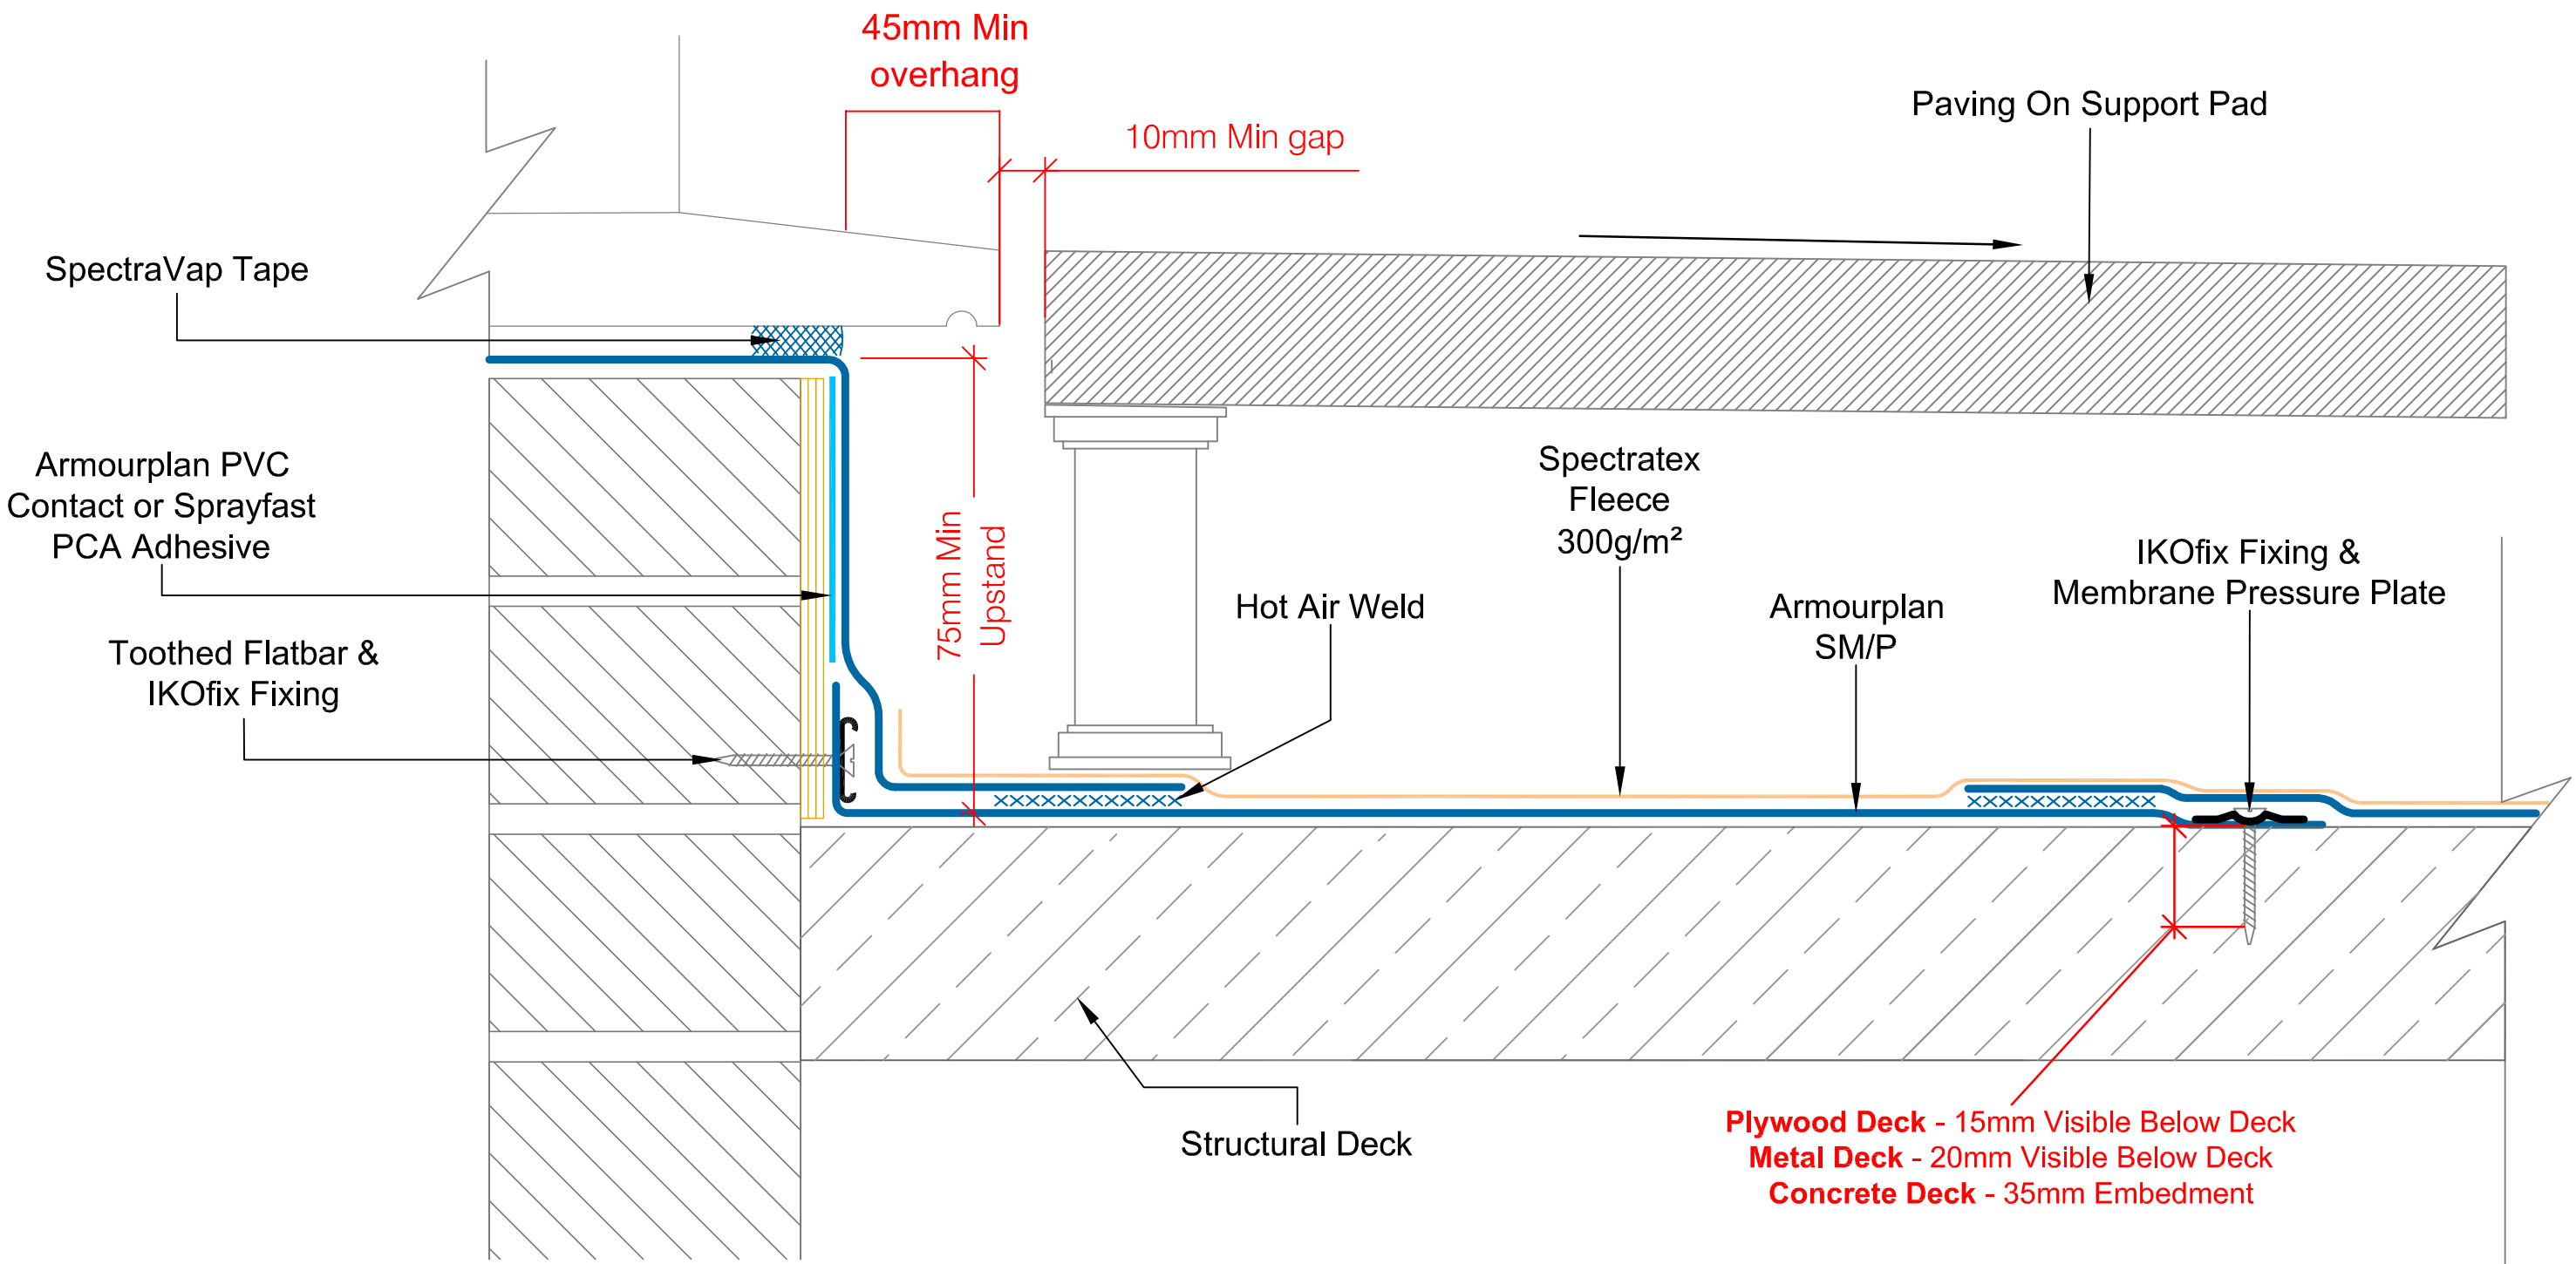 45mm Min
overhang
10mm Min gap
Paving On Support Pad
SpectraVap Tape
Armourplan PVC
Contact or Sprayfast
PCA Adhesive
Toothed Flatbar &
IKOfix Fixing
75mm Min
Upstand
Hot Air Weld
Spectratex
Fleece
300g/m²
Armourplan
SM/P
IKOfix Fixing &
Membrane Pressure Plate
Structural Deck
Plywood Deck - 15mm Visible Below Deck
Metal Deck - 20mm Visible Below Deck
Concrete Deck - 35mm Embedment